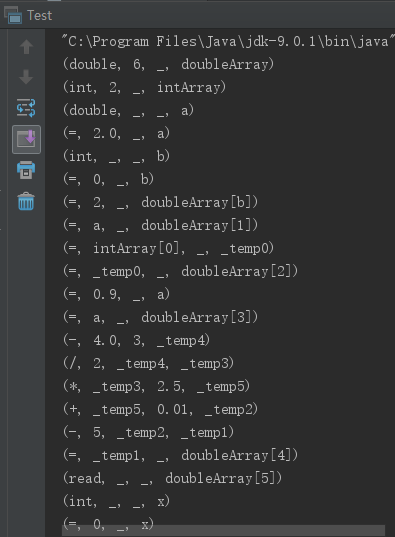 Test
"C:\Program Files\Java\jdk-9.0.1\bin\java"
(double, 6, _, doubleArray)
(int, 2, _, intArray)
(double, _, _, a)
(=, 2.0, _, a)
(int, _, _, b)
(=, 0, _, b)
(=, 2, _, doubleArray[b])
(=, a, _, doubleArray[1])
(=, intArray[0], _, _temp0)
(=, _temp0, _, doubleArray[2])
(=, 0.9, _, a)
(=, a, _, doubleArray[3])
(-, 4.0, 3, _temp4)
(/, 2, _temp4, _temp3)
(*, _temp3, 2.5, _temp5)
(+, _temp5, 0.01, _temp2)
(-, 5, _temp2, _temp1)
(=, _temp1, _, doubleArray[4])
(read, _, _, doubleArray[5])
(int, _, _, x)
(=, 0, _, x)